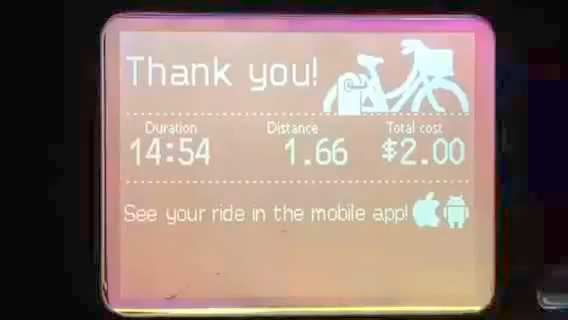 Thank you!
Duration Distance Total cost
14:54 1.66 $2.00
See your ride in the mobile app!